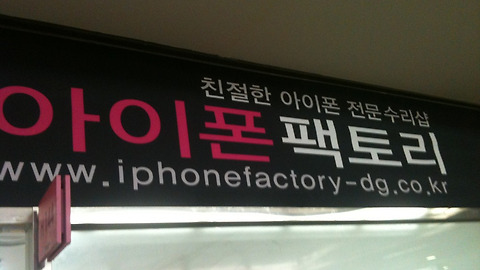 친절한 아이폰 전문수리샵
아이폰팩토리
www.iphonefactory-dg.co.kr